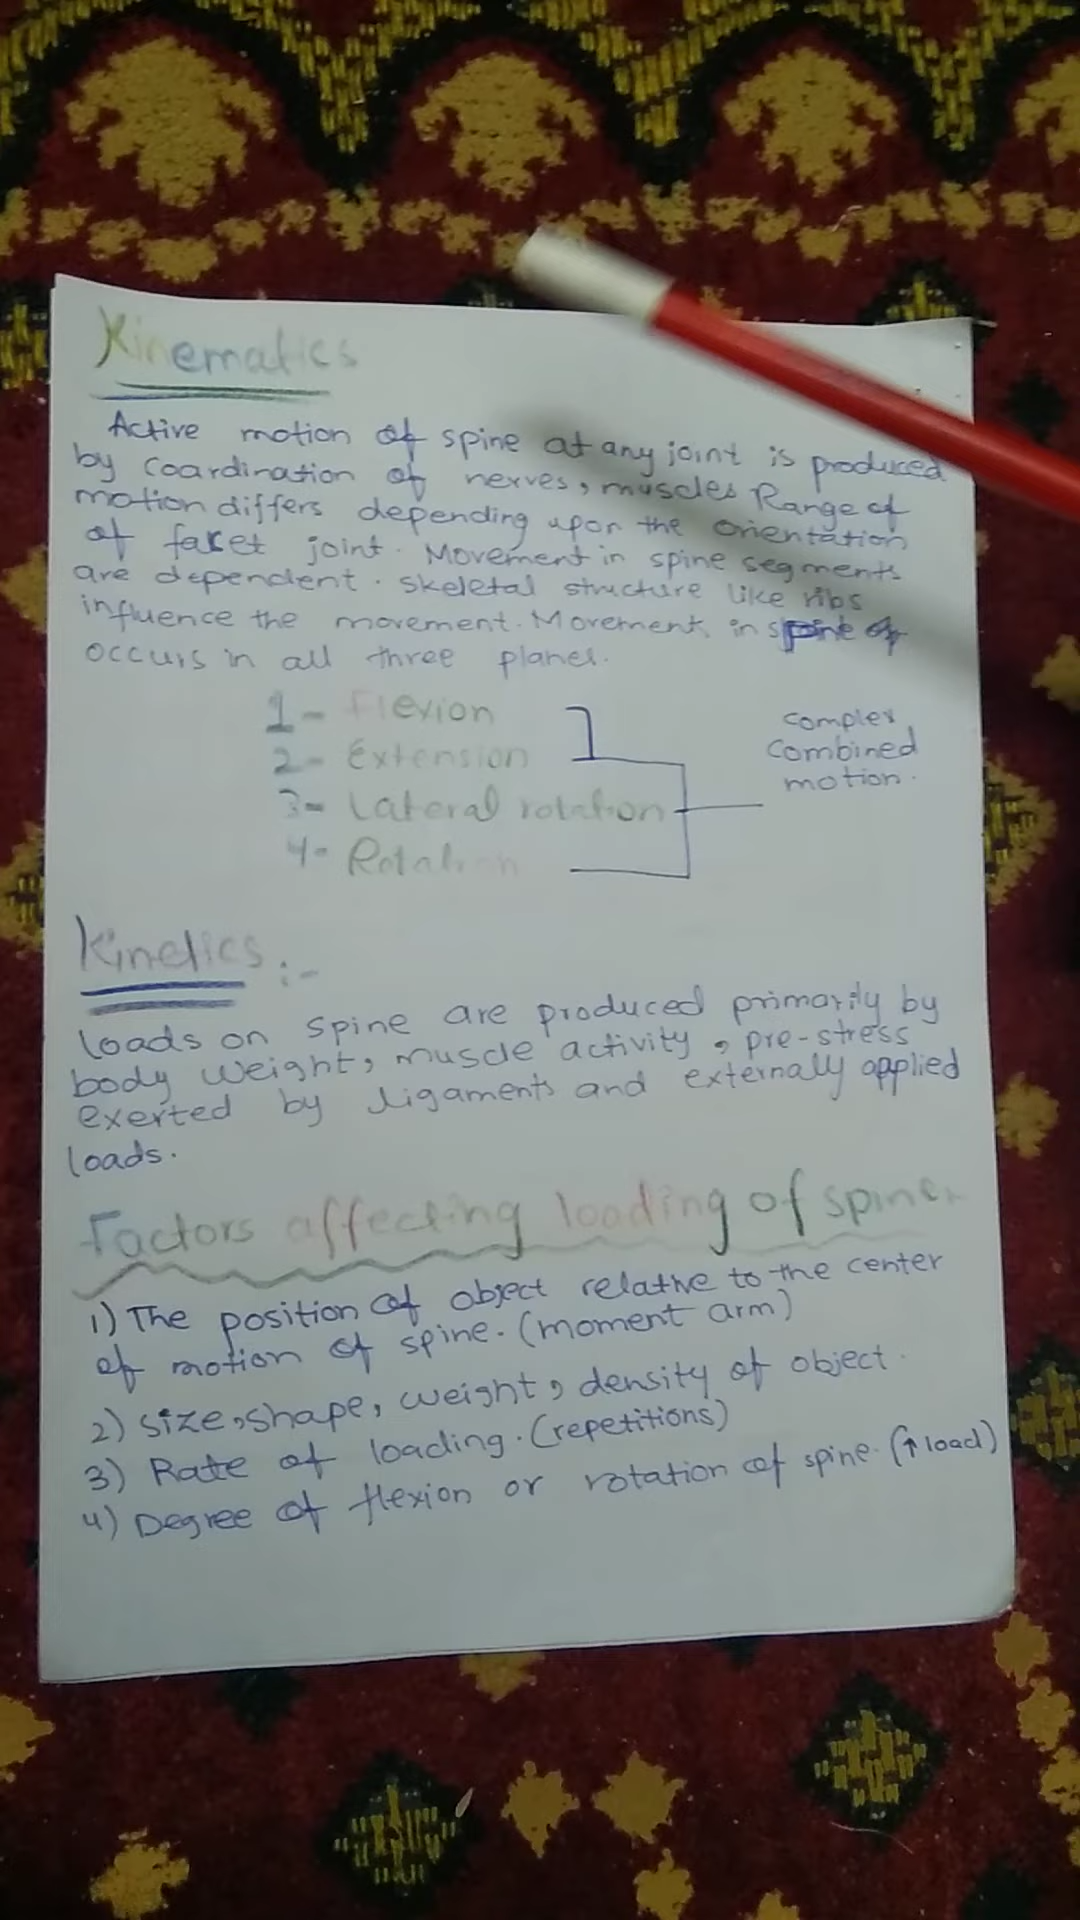 Kinematics
Active motion of spine at any joint is produced
by coardination of nerves, muscles Range of
motion differs depending upon the orientation
of facet joint. Movement in spine segments
are dependent. skeletal structure like ribs
influence the movement. Movement in spine of
occurs in all three planes.
1- Flexion
2- Extension
3- Lateral rotation
4- Rotation
complex
combined
motion.
Kinetics :-
loads on spine are produced primarily by
body weight, muscle activity, pre-stress
exerted by ligaments and externally applied
loads.
Factors affecting loading of spine.
1) The position of object relative to the center
of motion of spine. (moment arm)
2) size, shape, weight, density of object.
3) Rate of loading. (repetitions)
4) Degree of flexion or rotation of spine. (↑ load)